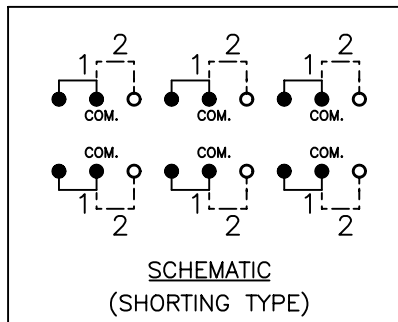 2 2 2
1 1 1
COM. COM. COM.
COM. COM. COM.
1 1 1
2 2 2
SCHEMATIC
(SHORTING TYPE)